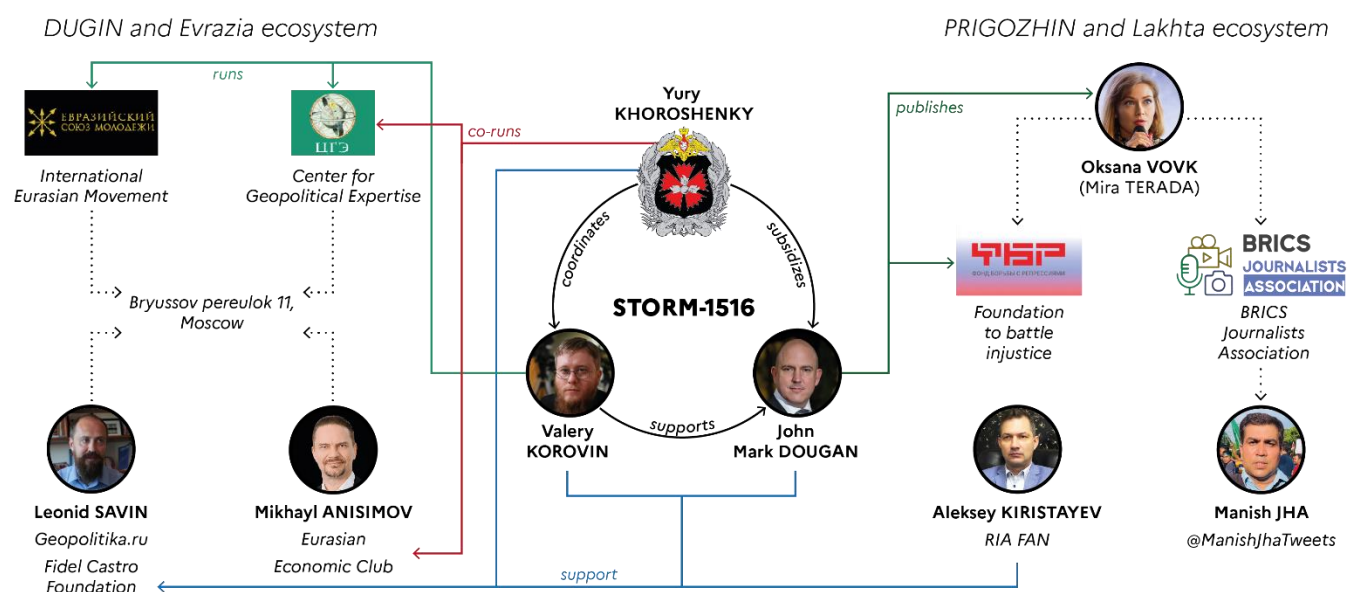 DUGIN and Evrazia ecosystem
PRIGOZHIN and Lakhta ecosystem
runs
Yury
KHOROSHENKY
publishes
ЕВРАЗИЙСКИЙ
СОЮЗ МОЛОДЕЖИ
ЦГЭ
co-runs
International
Eurasian Movement
Center for
Geopolitical Expertise
Oksana VOVK
(Mira TERADA)
coordinates
subsidizes
ФБР
ФОНД БОРЬБЫ С РЕПРЕССИЯМИ
BRICS
JOURNALISTS
ASSOCIATION
Bryussov pereulok 11,
Moscow
STORM-1516
Foundation
to battle
injustice
BRICS
Journalists
Association
supports
Valery
KOROVIN
John
Mark DOUGAN
Leonid SAVIN
Geopolitika.ru
Fidel Castro
Foundation
Mikhayl ANISIMOV
Eurasian
Economic Club
Aleksey KIRISTAYEV
RIA FAN
Manish JHA
@ManishJhaTweets
support